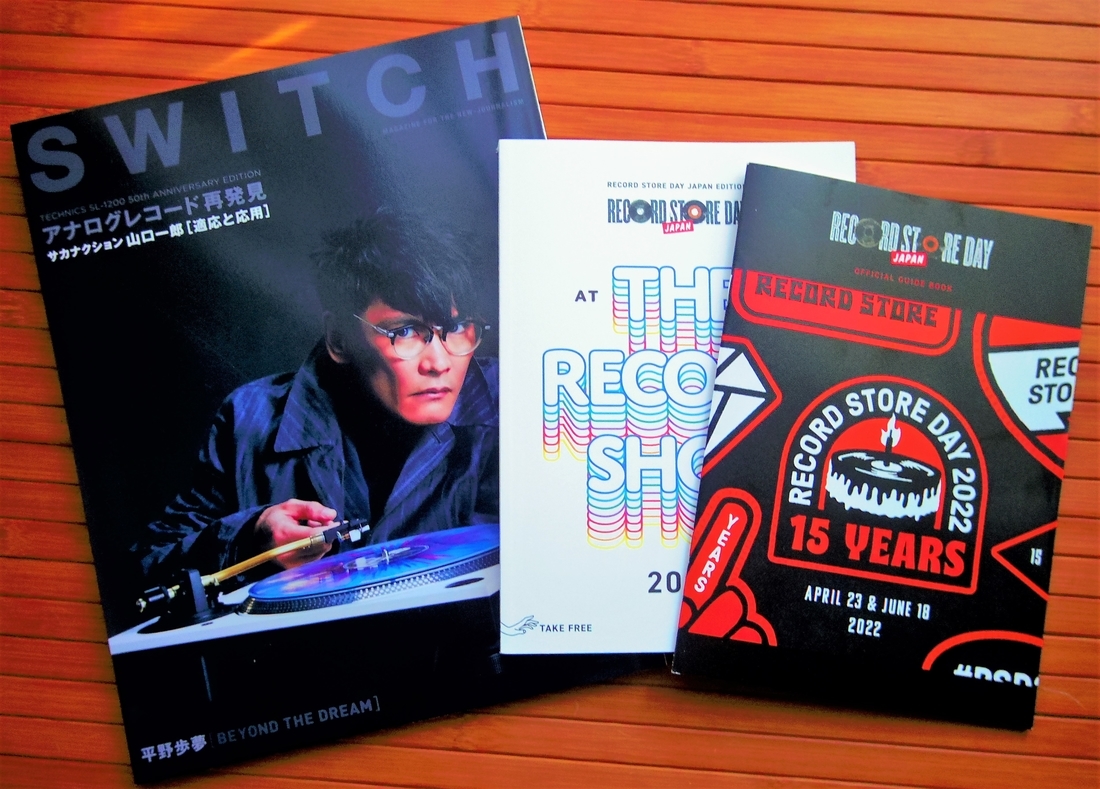 SWITCH
MAGAZINE FOR THE NEW JOURNALISM
TECHNICS SL-1200 50th ANNIVERSARY EDITION
アナログレコード再発見
サカナクション 山口一郎[適応と応用]
平野歩夢[BEYOND THE DREAM]
RECORD STORE DAY JAPAN EDITION
RECORD STORE DA
JAPAN
AT THE
RECO
SHO
20
TAKE FREE
RECORD STORE DAY
JAPAN
OFFICIAL GUIDE BOOK
RECORD STORE
REC
STO
RECORD STORE DAY 2022
15 YEARS
YEARS
15
APRIL 23 & JUNE 18
2022